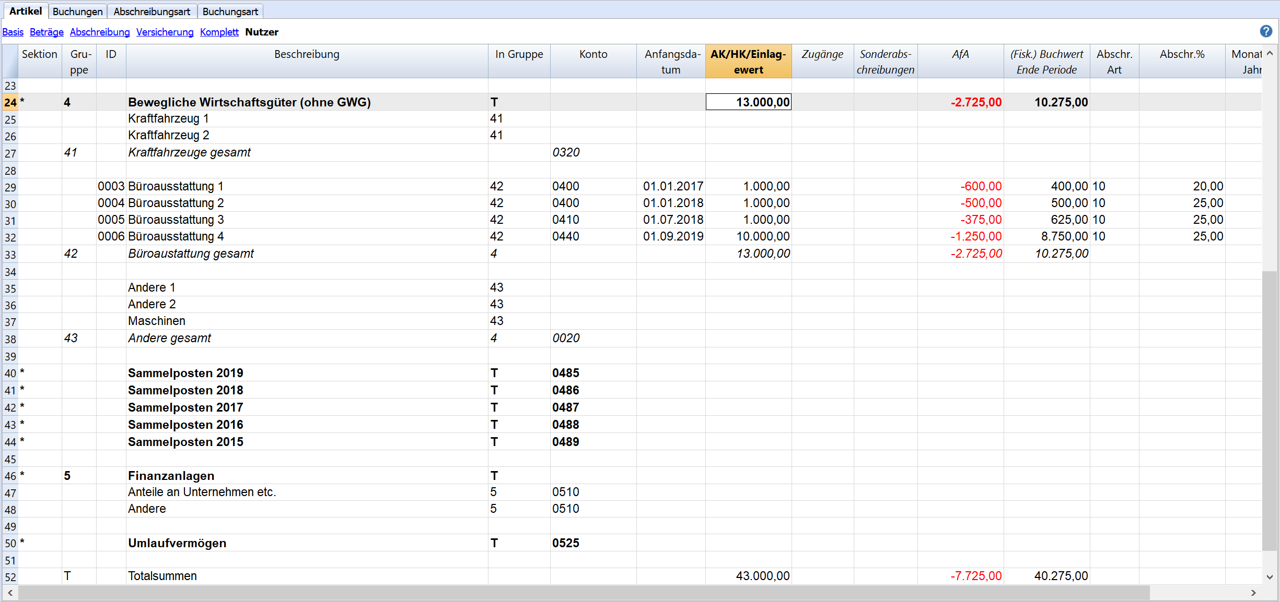 Artikel Buchungen Abschreibungsart Buchungsart
Basis Beträge Abschreibung Versicherung Komplett Nutzer ?
Sektion Gru- ID Beschreibung In Gruppe Konto Anfangsda- AK/HK/Einlag- Zugänge Sonderabs- AfA (Fisk.) Buchwert Abschr. Abschr.% Monat
ppe tum ewert chreibungen Ende Periode Art Jahr
23
24 * 4 Bewegliche Wirtschaftsgüter (ohne GWG) T 13.000,00 -2.725,00 10.275,00
25 Kraftfahrzeug 1 41
26 Kraftfahrzeug 2 41
27 41 Kraftfahrzeuge gesamt 0320
28
29 0003 Büroausstattung 1 42 0400 01.01.2017 1.000,00 -600,00 400,00 10 20,00
30 0004 Büroausstattung 2 42 0400 01.01.2018 1.000,00 -500,00 500,00 10 25,00
31 0005 Büroausstattung 3 42 0410 01.07.2018 1.000,00 -375,00 625,00 10 25,00
32 0006 Büroausstattung 4 42 0440 01.09.2019 10.000,00 -1.250,00 8.750,00 10 25,00
33 42 Büroaustattung gesamt 4 13.000,00 -2.725,00 10.275,00
34
35 Andere 1 43
36 Andere 2 43
37 Maschinen 43
38 43 Andere gesamt 4 0020
39
40 * Sammelposten 2019 T 0485
41 * Sammelposten 2018 T 0486
42 * Sammelposten 2017 T 0487
43 * Sammelposten 2016 T 0488
44 * Sammelposten 2015 T 0489
45
46 * 5 Finanzanlagen T
47 Anteile an Unternehmen etc. 5 0510
48 Andere 5 0510
49
50 * Umlaufvermögen T 0525
51
52 T Totalsummen 43.000,00 -7.725,00 40.275,00